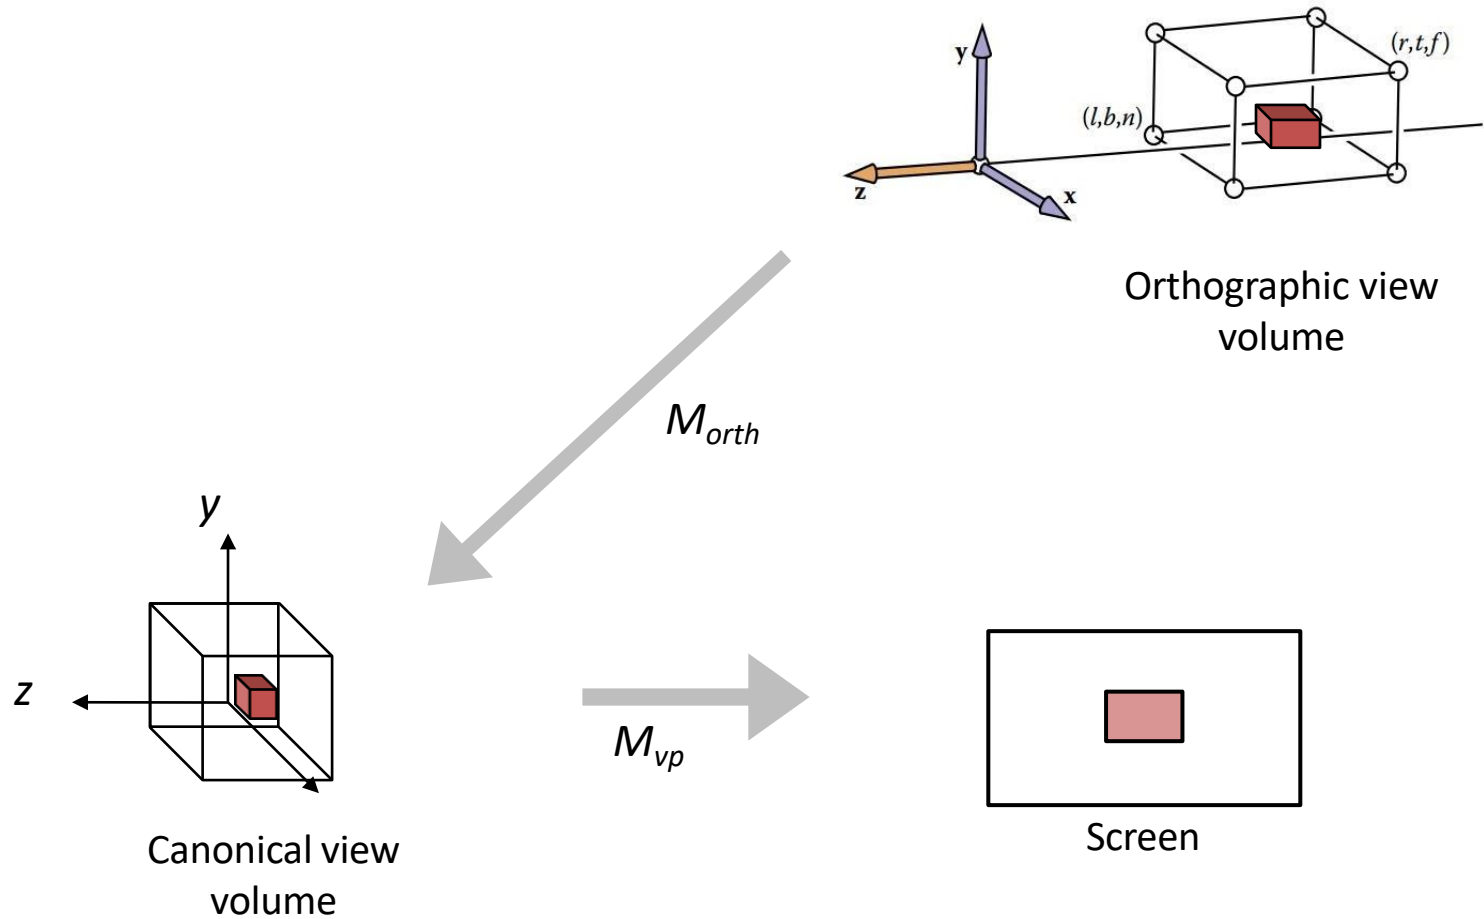 y
(r,t,f)
(l,b,n)
z
x
Orthographic view
volume
M_orth
y
z
M_vp
Canonical view
volume
Screen